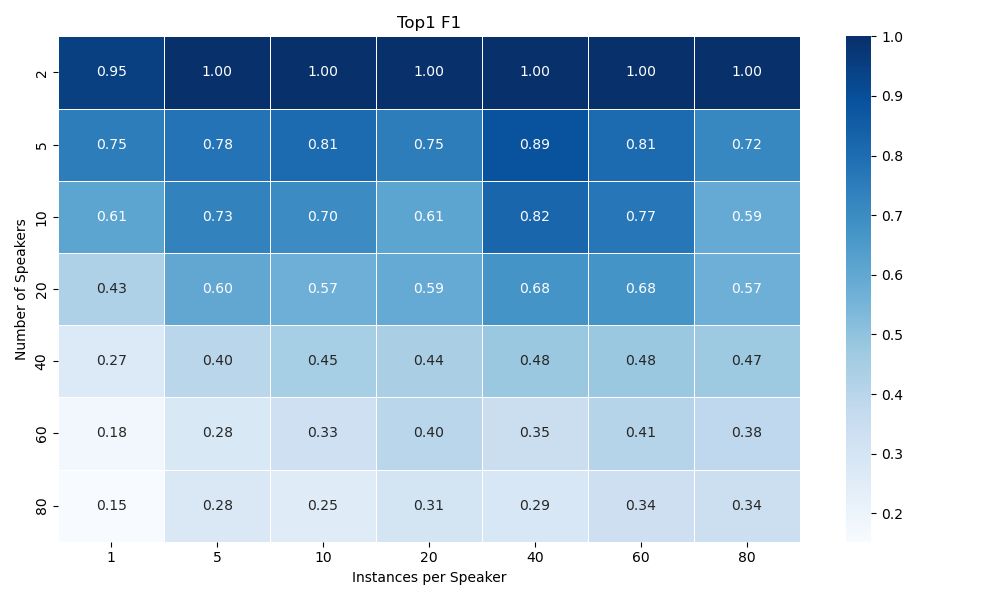 Top1 F1
Number of Speakers
2 0.95 1.00 1.00 1.00 1.00 1.00 1.00
5 0.75 0.78 0.81 0.75 0.89 0.81 0.72
10 0.61 0.73 0.70 0.61 0.82 0.77 0.59
20 0.43 0.60 0.57 0.59 0.68 0.68 0.57
40 0.27 0.40 0.45 0.44 0.48 0.48 0.47
60 0.18 0.28 0.33 0.40 0.35 0.41 0.38
80 0.15 0.28 0.25 0.31 0.29 0.34 0.34
1 5 10 20 40 60 80
Instances per Speaker
1.0
0.9
0.8
0.7
0.6
0.5
0.4
0.3
0.2